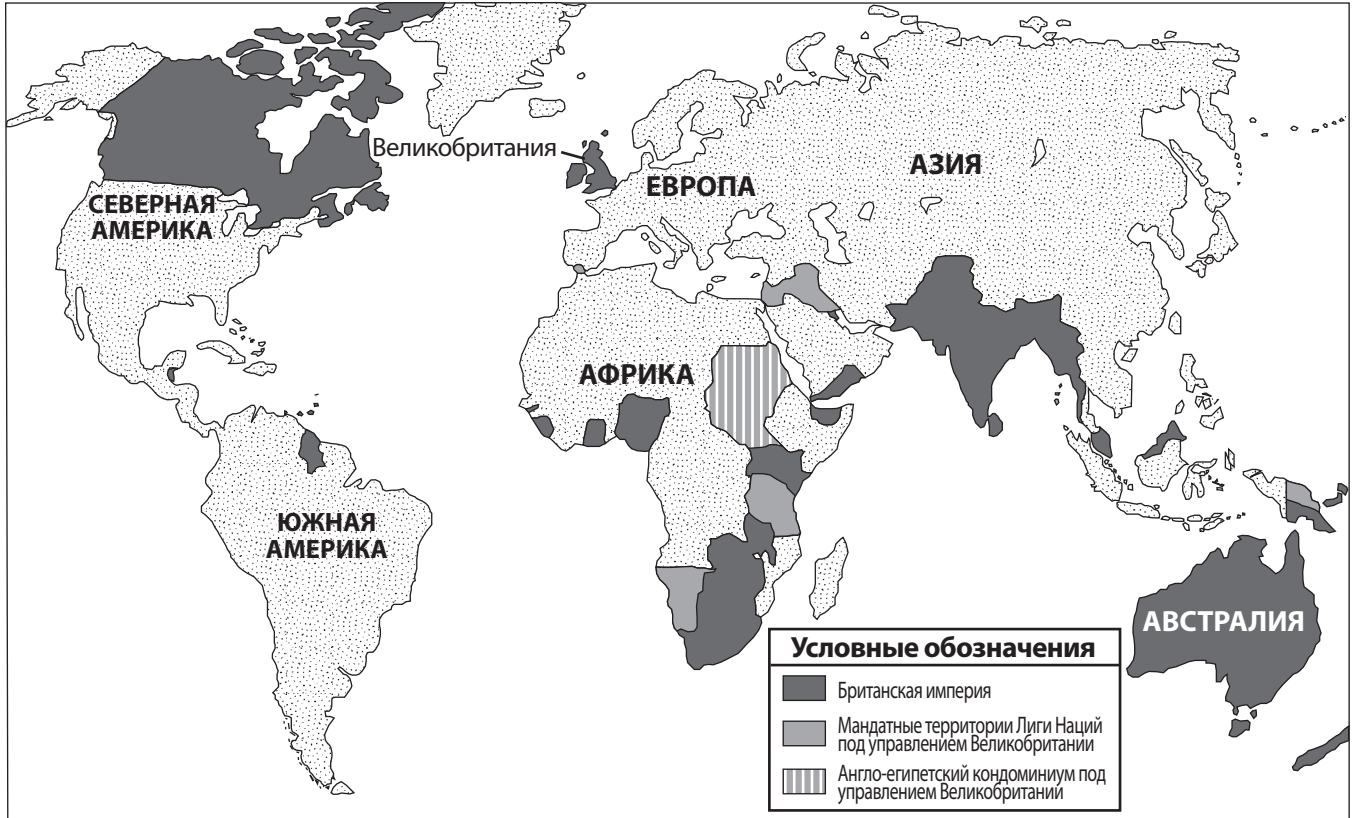 Великобритания
СЕВЕРНАЯ
АМЕРИКА
ЕВРОПА
АЗИЯ
АФРИКА
ЮЖНАЯ
АМЕРИКА
АВСТРАЛИЯ
Условные обозначения
Британская империя
Мандатные территории Лиги Наций
под управлением Великобритании
Англо-египетский кондоминиум под
управлением Великобритании